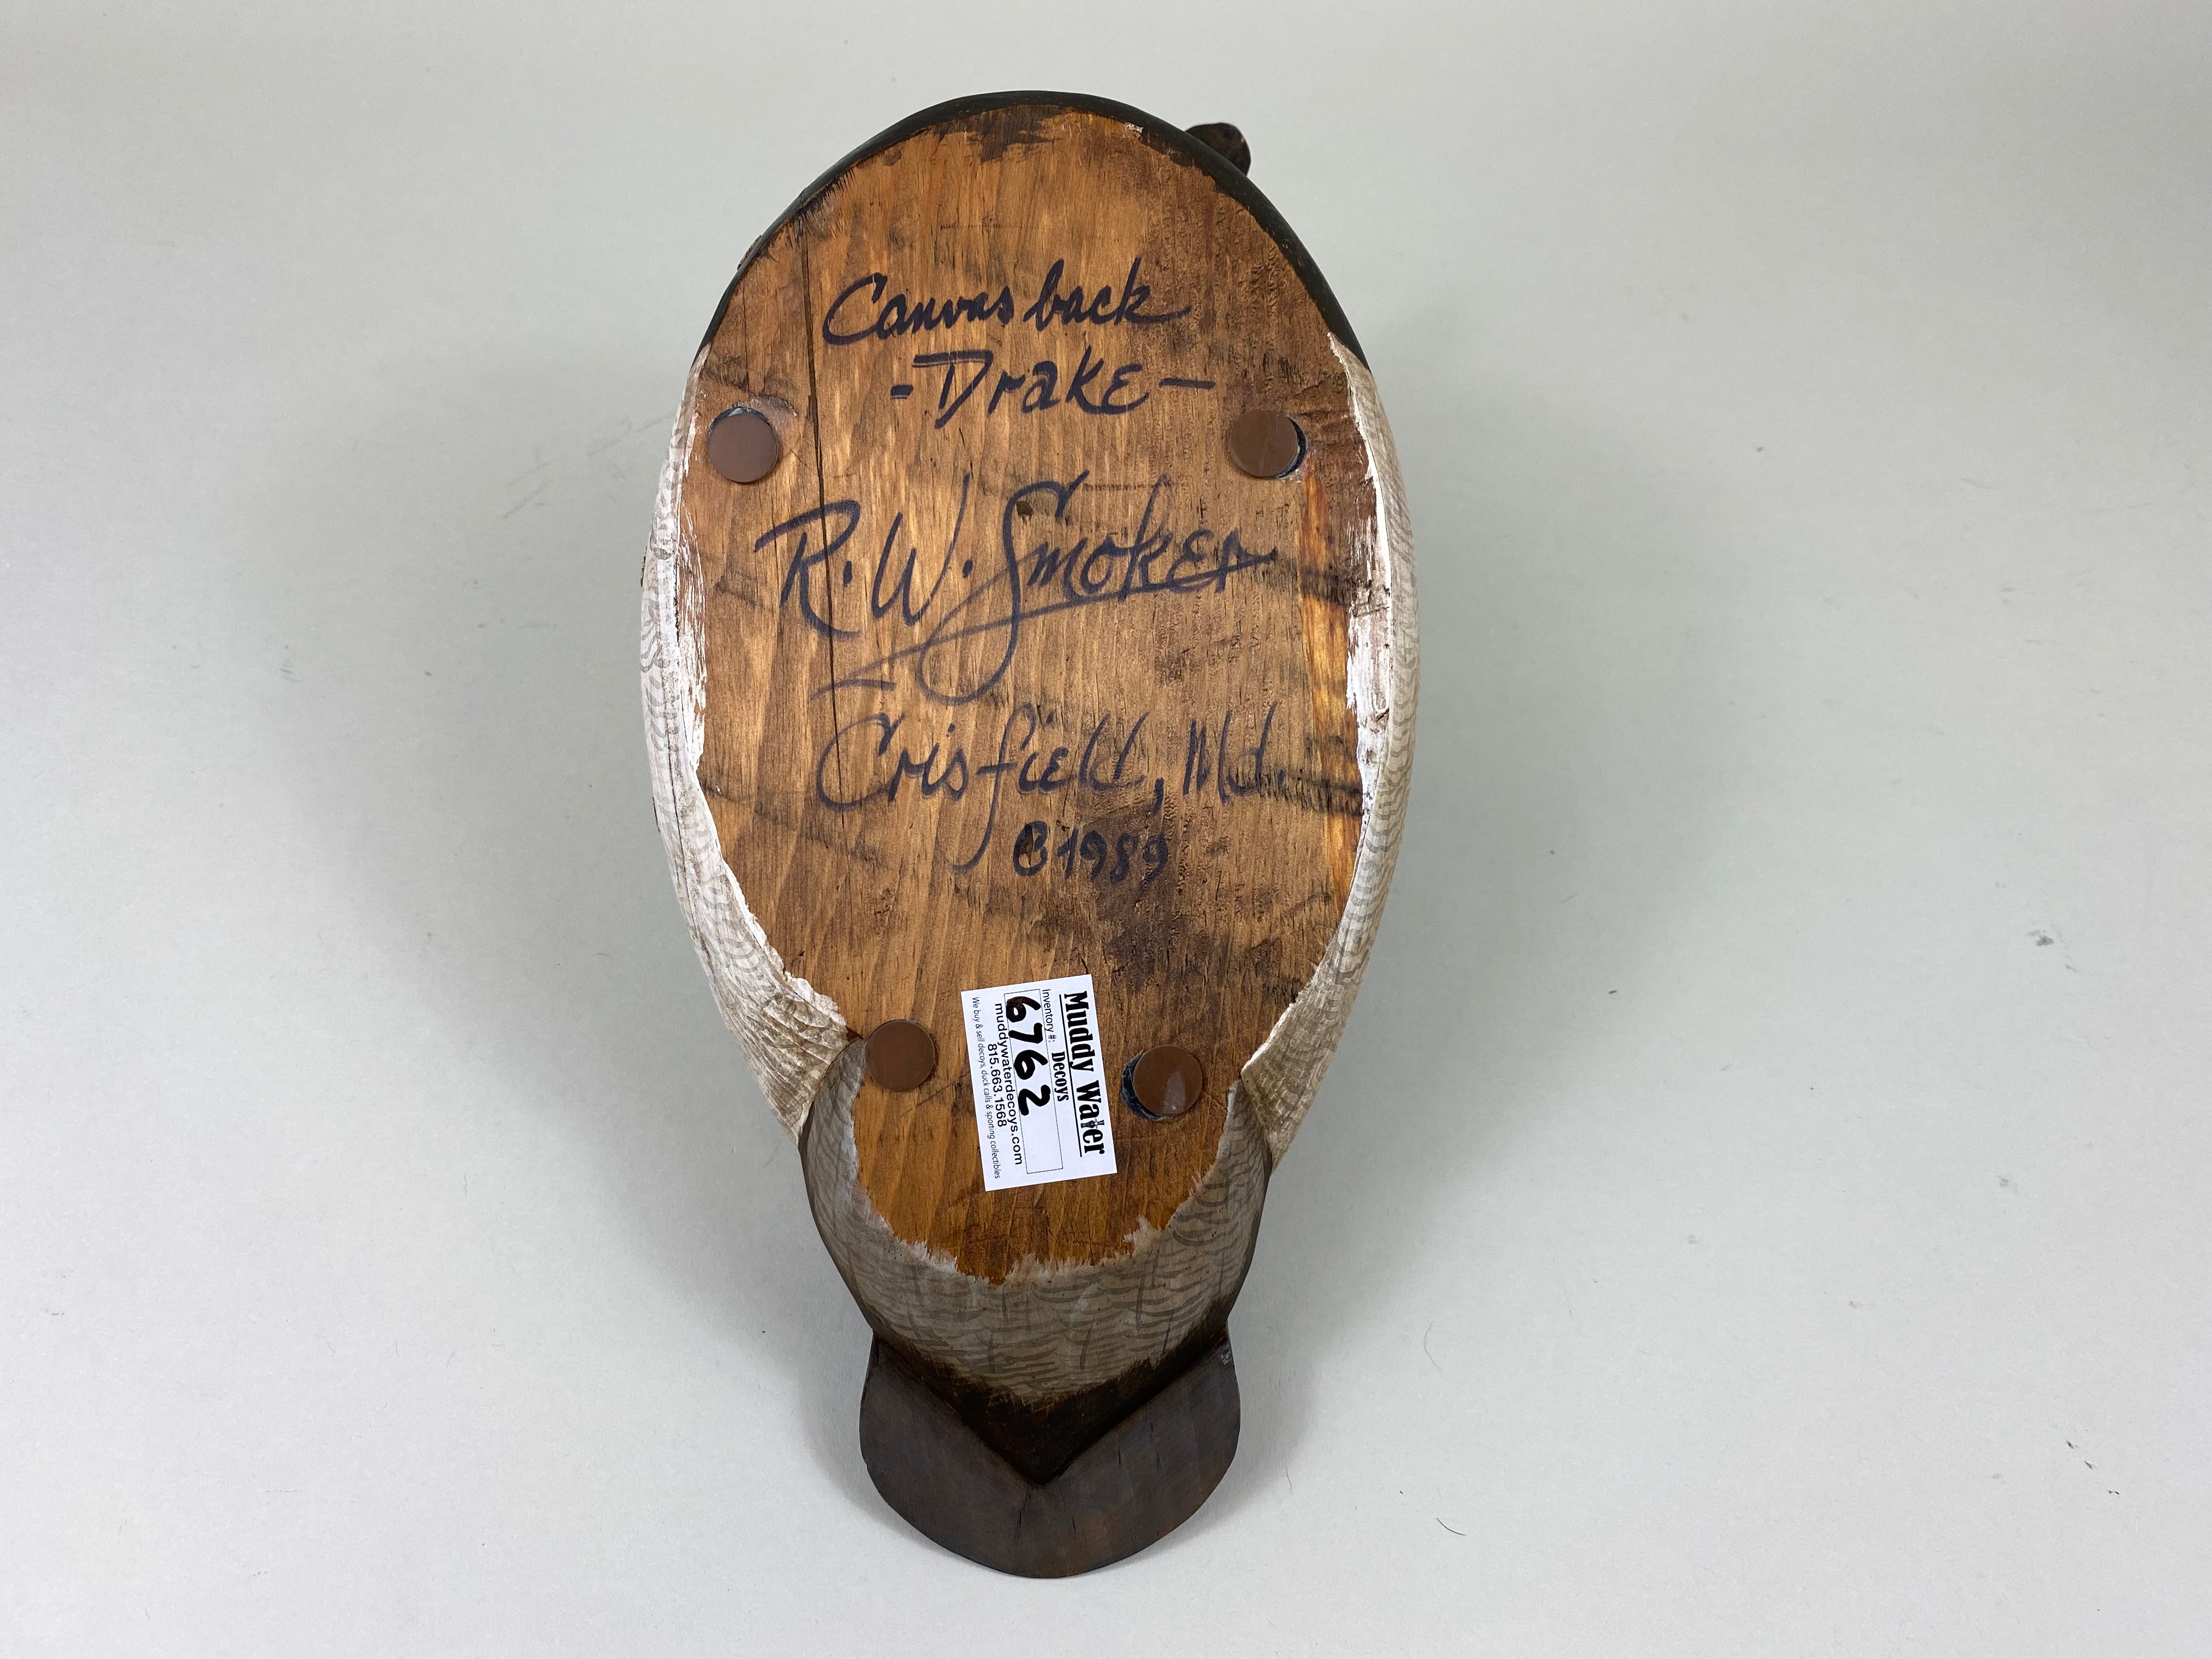 Canvasback
-Drake-
R.W. Smoker
Crisfield, Md.
©1989
Muddy Water
Decoys
Inventory #:
6762
muddywaterdecoys.com
815.663.1568
We buy & sell decoys, duck calls & sporting collectibles